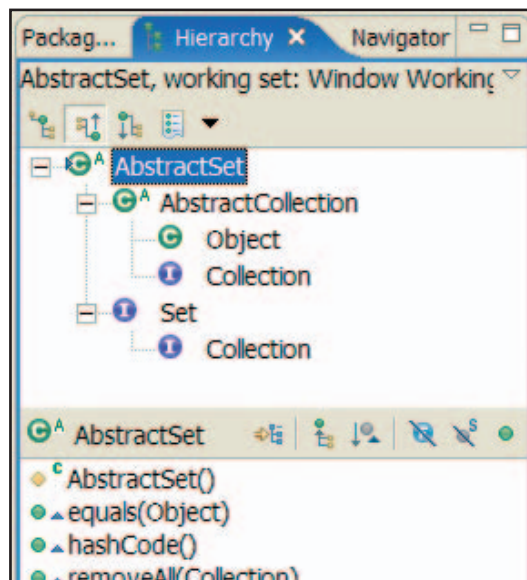 Packag... Hierarchy Navigator
AbstractSet, working set: Window Working
AbstractSet
AbstractCollection
Object
Collection
Set
Collection
AbstractSet
AbstractSet()
equals(Object)
hashCode()
removeAll(Collection)